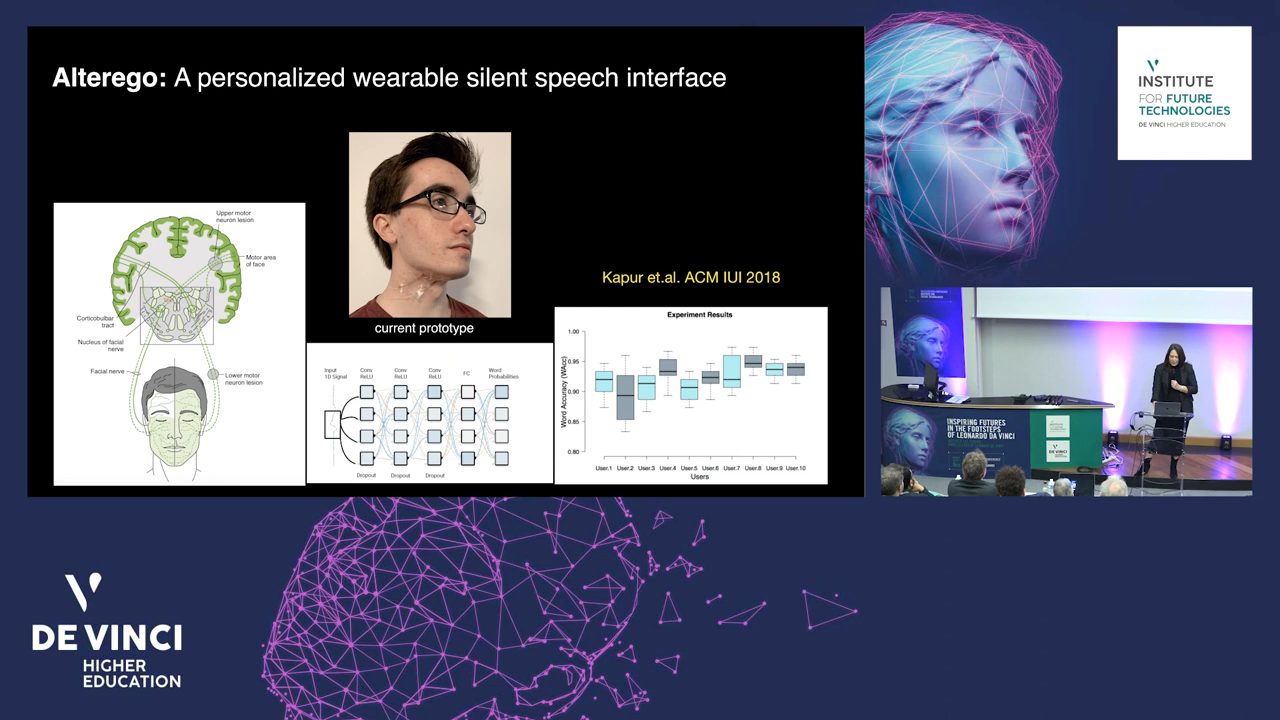 Alterego: A personalized wearable silent speech interface
Upper motor
neuron lesion
Motor area
of face
Corticobulbar
tract
Nucleus of facial
nerve
Facial nerve
Lower motor
neuron lesion
current prototype
Input
1D Signal
Conv
ReLU
Conv
ReLU
Conv
ReLU
FC
Word
Probabilities
Dropout
Dropout
Dropout
Kapur et.al. ACM IUI 2018
Experiment Results
Word Accuracy (WAcc)
1.00
0.95
0.90
0.85
0.80
User.1
User.2
User.3
User.4
User.5
User.6
User.7
User.8
User.9
User.10
Users
INSTITUTE
FOR FUTURE
TECHNOLOGIES
DE VINCI HIGHER EDUCATION
INSPIRING FUTURES
IN THE FOOTSTEPS
OF LEONARDO DA VINCI
DE VINCI
HIGHER
EDUCATION